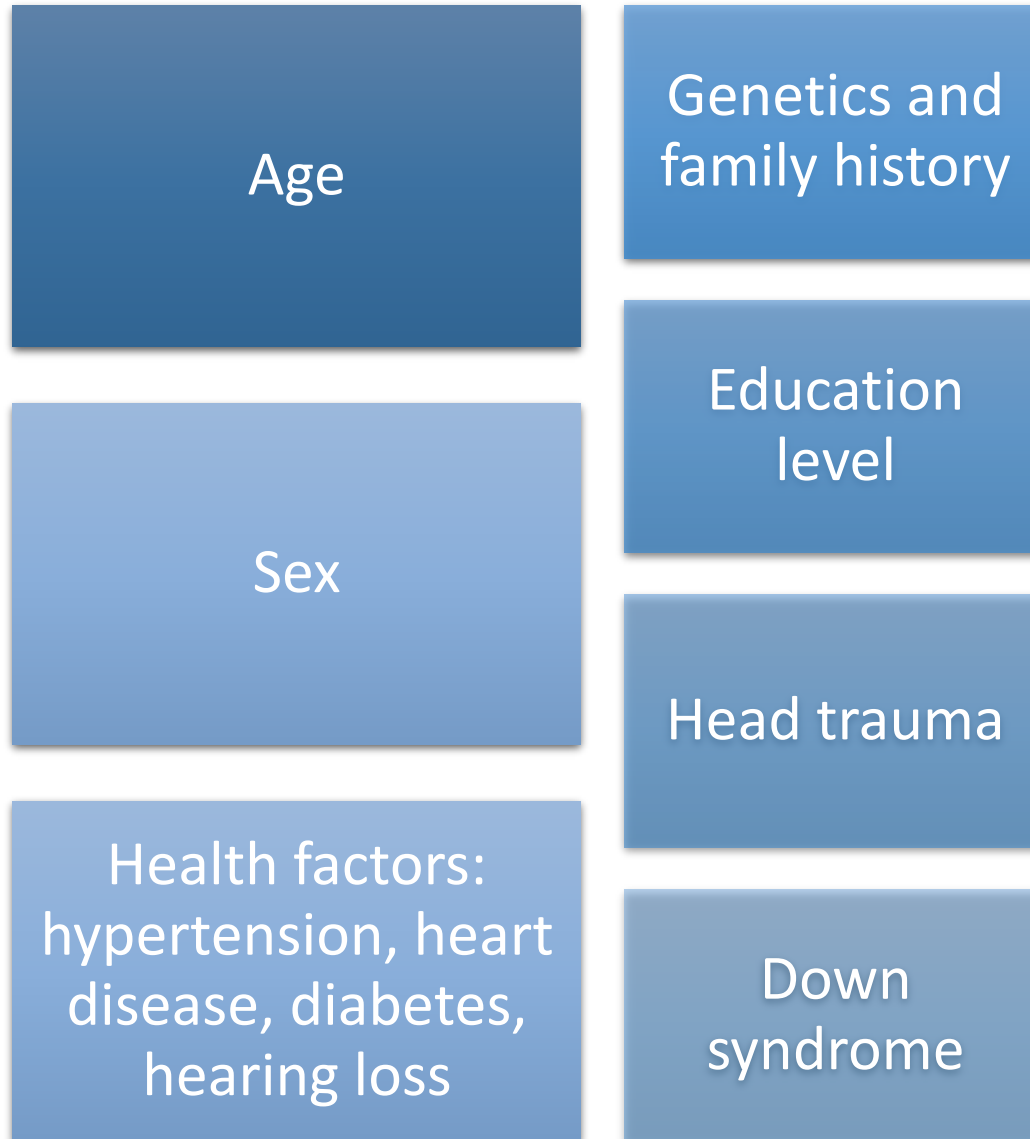 Age
Sex
Health factors:
hypertension, heart
disease, diabetes,
hearing loss
Genetics and
family history
Education
level
Head trauma
Down
syndrome